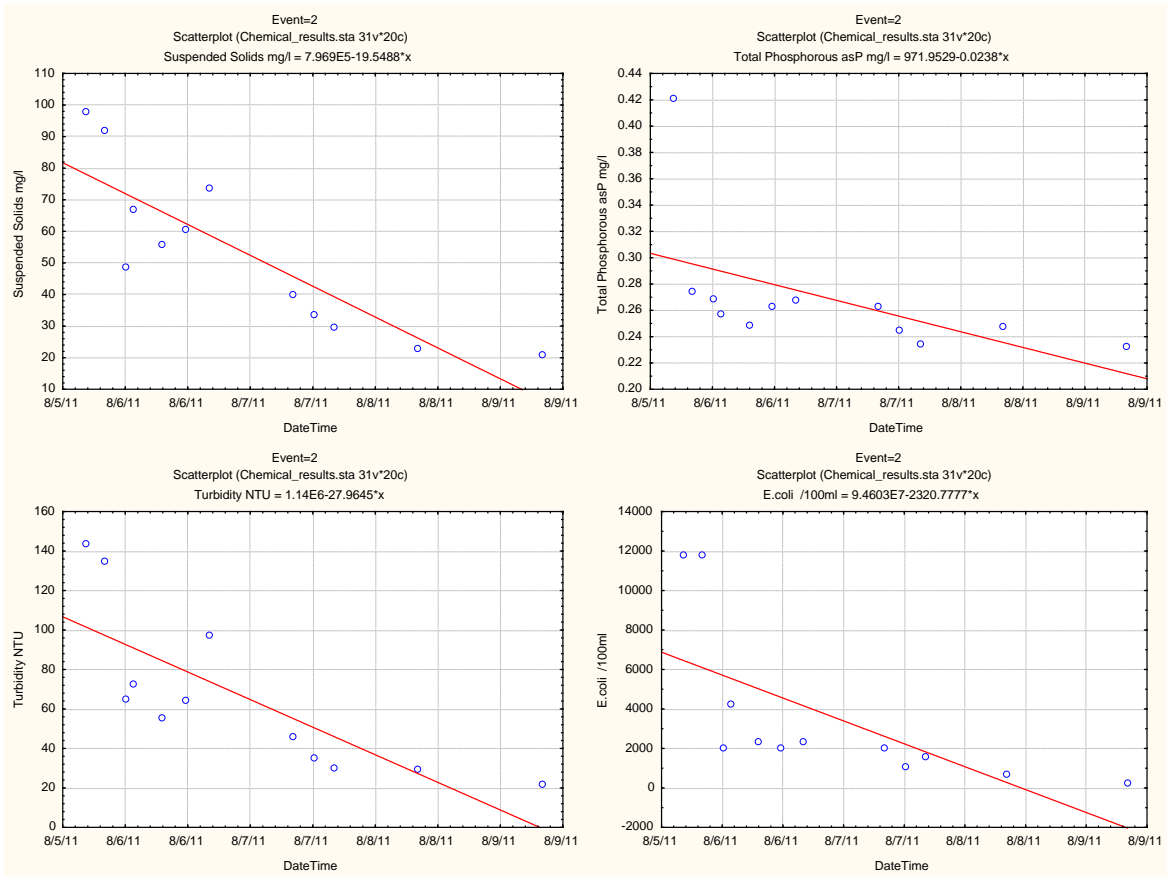 Event=2
Scatterplot (Chemical_results.sta 31v*20c)
Suspended Solids mg/l = 7.969E5-19.5488*x
110
100
90
80
70
60
50
40
30
20
10
Suspended Solids mg/l
8/5/11 8/6/11 8/6/11 8/7/11 8/7/11 8/8/11 8/8/11 8/9/11 8/9/11
DateTime
Event=2
Scatterplot (Chemical_results.sta 31v*20c)
Total Phosphorous asP mg/l = 971.9529-0.0238*x
0.44
0.42
0.40
0.38
0.36
0.34
0.32
0.30
0.28
0.26
0.24
0.22
0.20
Total Phosphorous asP mg/l
8/5/11 8/6/11 8/6/11 8/7/11 8/7/11 8/8/11 8/8/11 8/9/11 8/9/11
DateTime
Event=2
Scatterplot (Chemical_results.sta 31v*20c)
Turbidity NTU = 1.14E6-27.9645*x
160
140
120
100
80
60
40
20
0
Turbidity NTU
8/5/11 8/6/11 8/6/11 8/7/11 8/7/11 8/8/11 8/8/11 8/9/11 8/9/11
DateTime
Event=2
Scatterplot (Chemical_results.sta 31v*20c)
E.coli /100ml = 9.4603E7-2320.7777*x
14000
12000
10000
8000
6000
4000
2000
0
-2000
E.coli /100ml
8/5/11 8/6/11 8/6/11 8/7/11 8/7/11 8/8/11 8/8/11 8/9/11 8/9/11
DateTime